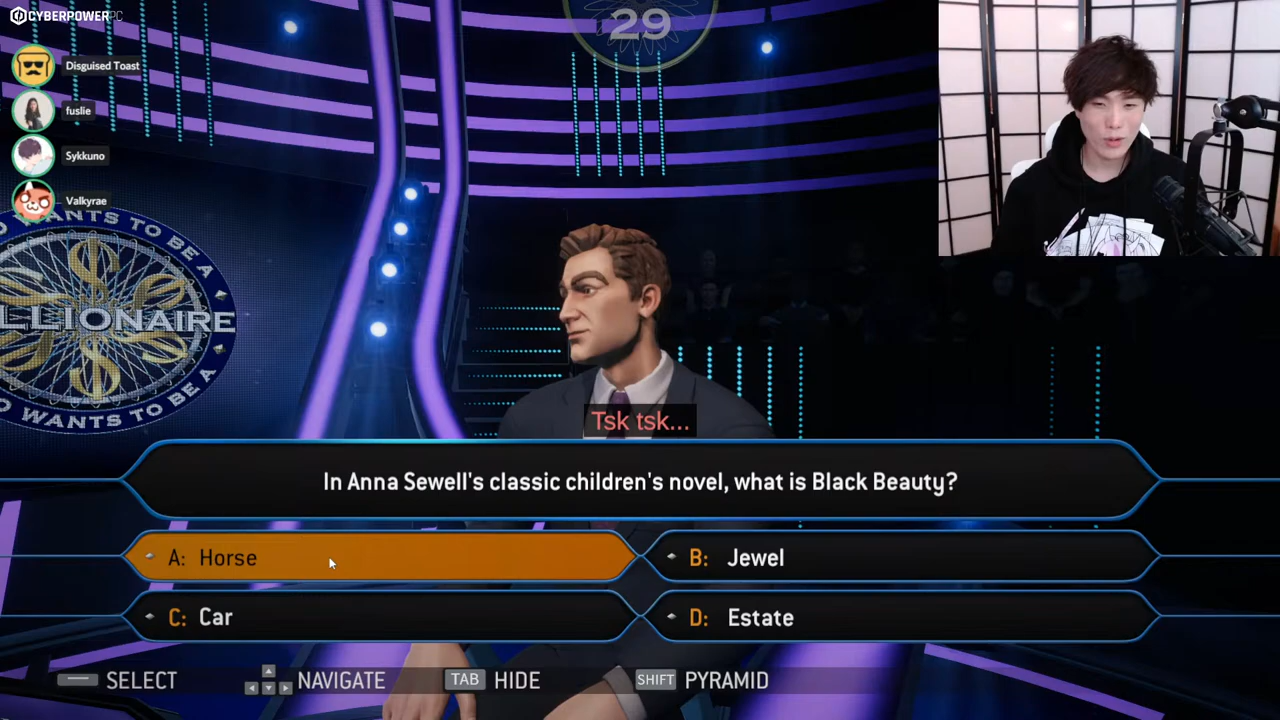 CYBERPOWERPC
29
Disguised Toast
fuslie
Sykkuno
Valkyrae
WANTS TO BE A
LLIONAIRE
O WANTS TO BE A
Tsk tsk...
In Anna Sewell's classic children's novel, what is Black Beauty?
A: Horse
B: Jewel
C: Car
D: Estate
SELECT
NAVIGATE
TAB HIDE
SHIFT PYRAMID